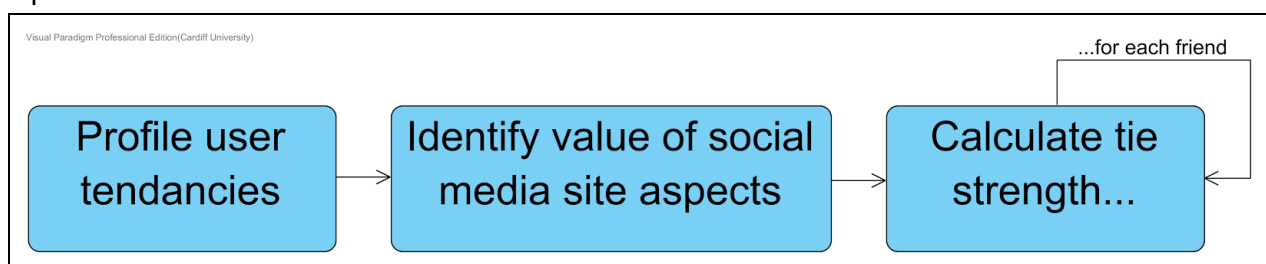 Visual Paradigm Professional Edition(Cardiff University)
...for each friend
Profile user
tendancies
Identify value of social
media site aspects
Calculate tie
strength...